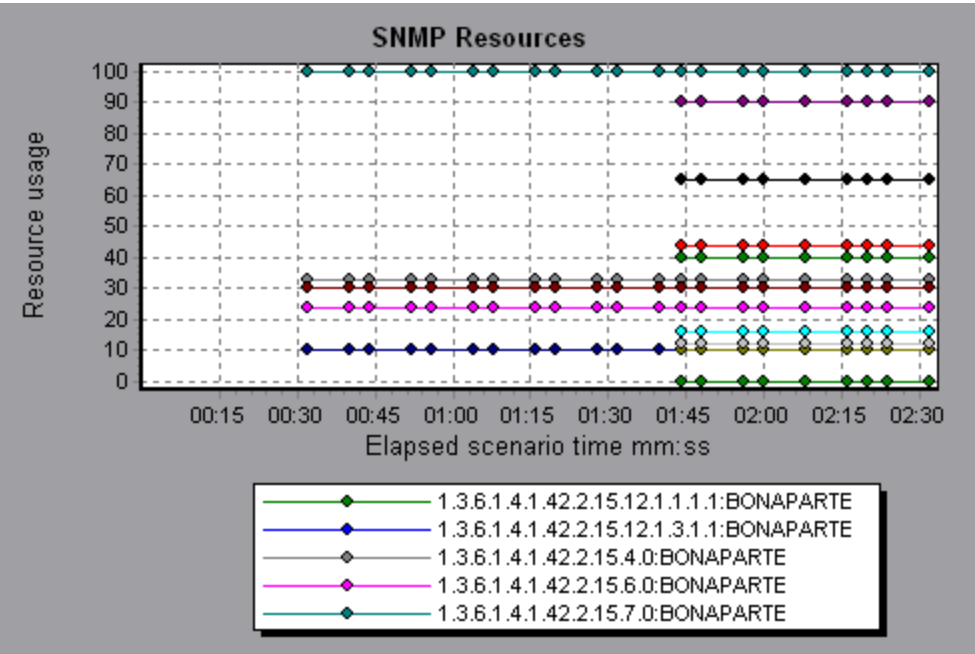 SNMP Resources
100
90
80
70
60
50
40
30
20
10
0
Resource usage
00:15 00:30 00:45 01:00 01:15 01:30 01:45 02:00 02:15 02:30
Elapsed scenario time mm:ss
1.3.6.1.4.1.42.2.15.12.1.1.1.1:BONAPARTE
1.3.6.1.4.1.42.2.15.12.1.3.1.1:BONAPARTE
1.3.6.1.4.1.42.2.15.4.0:BONAPARTE
1.3.6.1.4.1.42.2.15.6.0:BONAPARTE
1.3.6.1.4.1.42.2.15.7.0:BONAPARTE